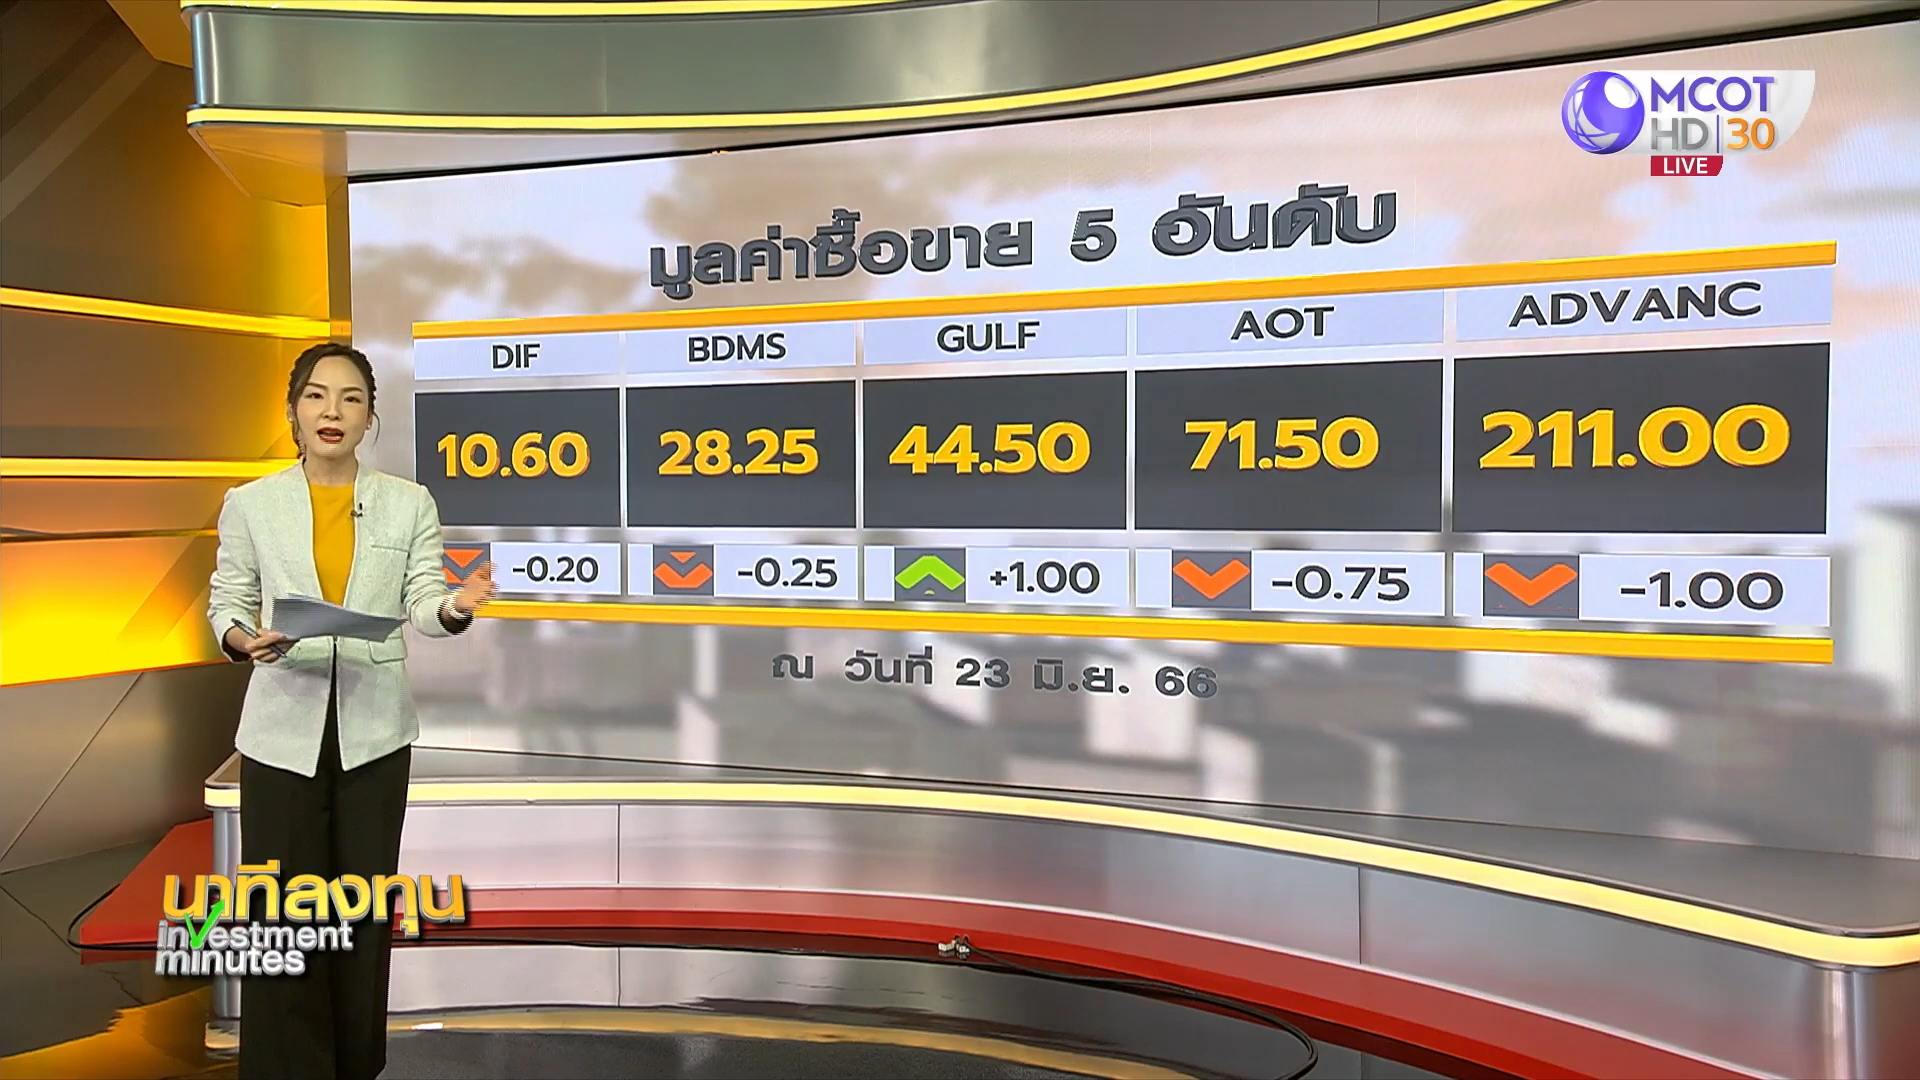 MCOT
HD 30
LIVE
มูลค่าซื้อขาย 5 อันดับ
DIF BDMS GULF AOT ADVANC
10.60 28.25 44.50 71.50 211.00
-0.20 -0.25 +1.00 -0.75 -1.00
ณ วันที่ 23 มิ.ย. 66
นาทีลงทุน
investment
minutes